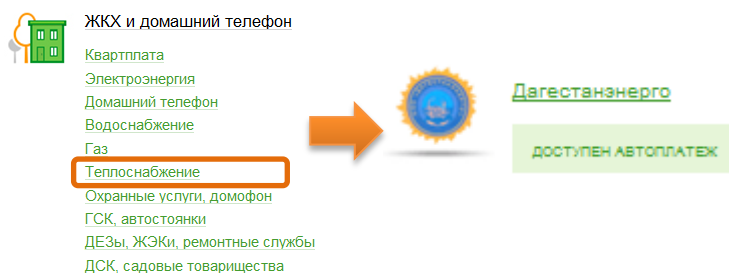 ЖКХ и домашний телефон
Квартплата
Электроэнергия
Домашний телефон
Водоснабжение
Газ
Теплоснабжение
Охранные услуги, домофон
ГСК, автостоянки
ДЕЗы, ЖЭКи, ремонтные службы
ДСК, садовые товарищества
Дагестанэнерго
ДОСТУПЕН АВТОПЛАТЕЖ